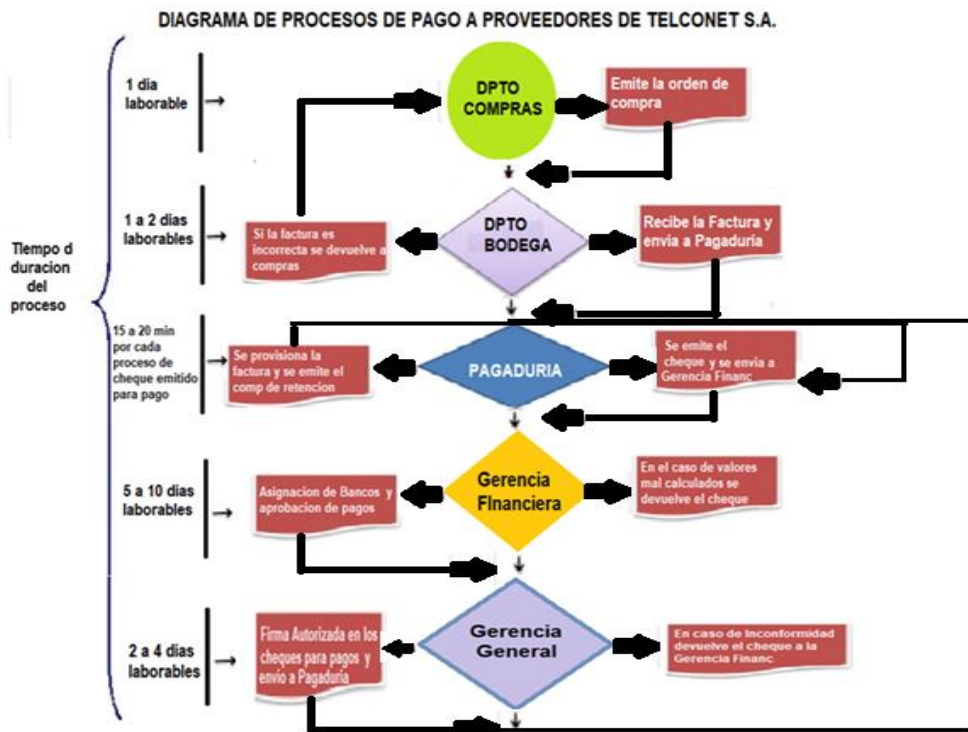 DIAGRAMA DE PROCESOS DE PAGO A PROVEEDORES DE TELCONET S.A.
TIempo d
duracion
del
proceso
1 dia
laborable
DPTO
COMPRAS
Emite la orden de
compra
1 a 2 dias
laborables
Si la factura es
incorrecta se devuelve a
compras
DPTO
BODEGA
Recibe la Factura y
envia a Pagaduría
15 a 20 min
por cada
proceso de
cheque emitido
para pago
Se provisiona la
factura y se emite el
comp de retencion
PAGADURIA
Se emite el
cheque
y se envia a
Gerencia Financ
5 a 10 dias
laborables
Asignacion de Bancos y
aprobacion de pagos
Gerencia
FInanciera
En el caso de valores
mal calculados se
devuelve el cheque
2 a 4 dias
laborables
Firma Autorizada en los
cheques para pagos y
envio a Pagaduria
Gerencia
General
En caso de Inconformidad
devuelve el cheque a la
Gerencia Financ